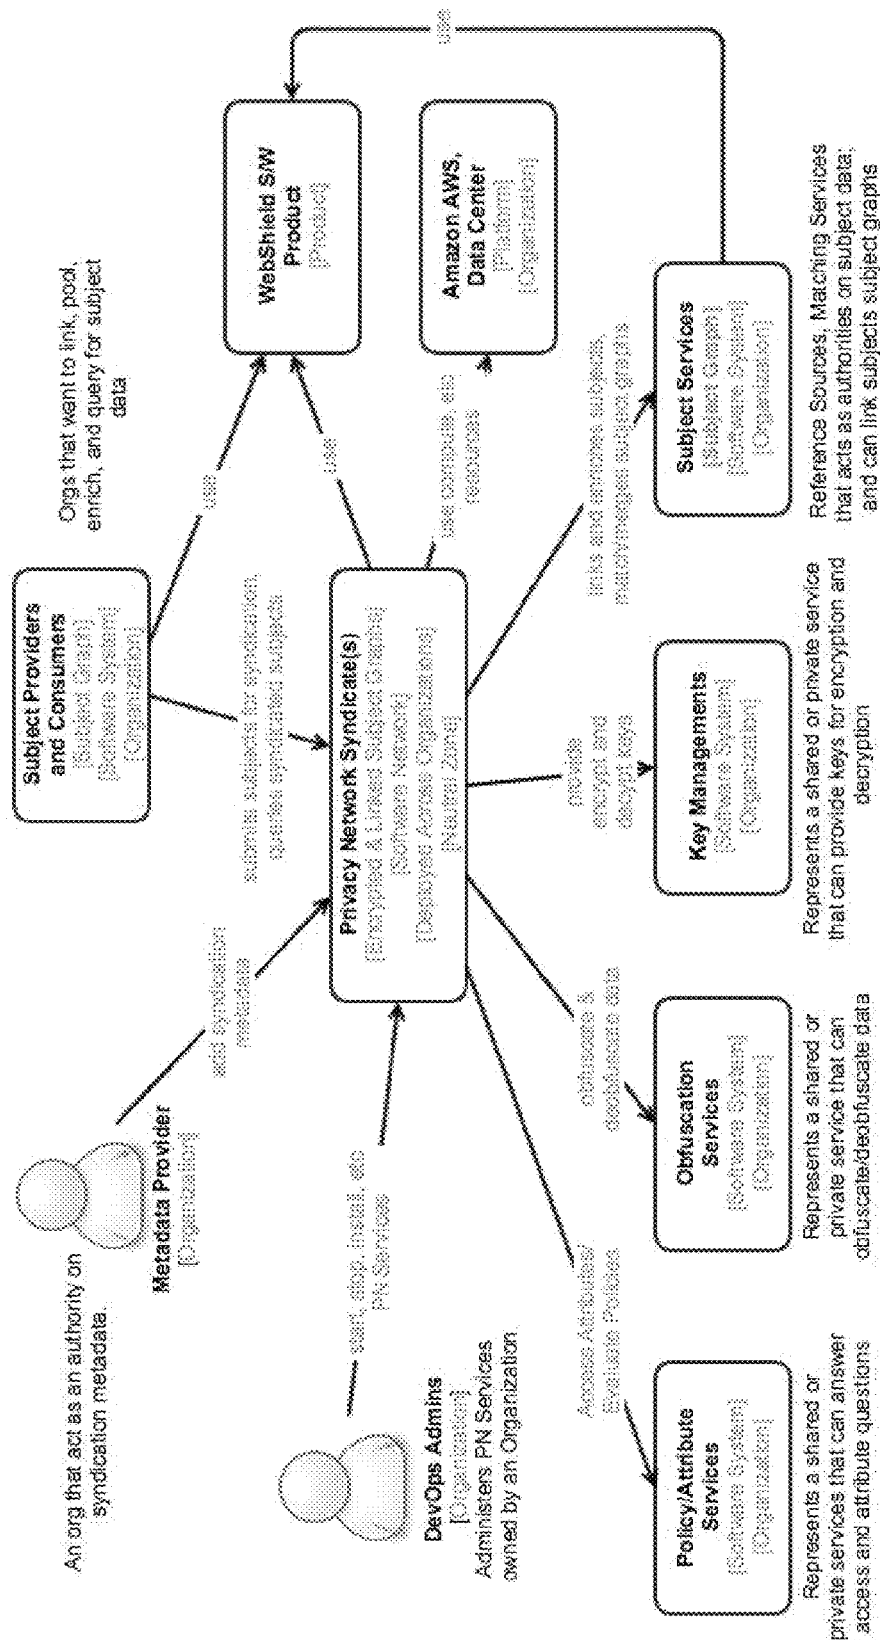 An org that act as an authority on
syndication metadata.
Metadata Provider
[Organization]
add syndication
metadata
Subject Providers
and Consumers
[Subject Graph]
[Software System]
[Organization]
Orgs that want to link, pool,
enrich, and query for subject
data
use
submits subjects for syndication,
queries syndicated subjects
DevOps Admins
[Organization]
Administers PN Services
owned by an Organization
start, stop, install, etc
PN Services
Privacy Network Syndicate(s)
[Encrypted & Linked Subject Graphs]
[Software Network]
[Deployed Across Organizations]
[Neutral Zone]
use
WebShield S/W
Product
[Product]
use
use compute, etc
resources
Amazon AWS,
Data Center
[Platform]
[Organization]
Access Attributes/
Evaluate Policies
obfuscate &
deobfuscate data
provide
encrypt and
decrypt keys
links and enriches subjects,
match/merges subject graphs
Policy/Attribute
Services
[Software System]
[Organization]
Represents a shared or
private services that can answer
access and attribute questions
Obfuscation
Services
[Software System]
[Organization]
Represents a shared or
private service that can
obfuscate/deobfuscate data
Key Managements
[Software System]
[Organization]
Represents a shared or private service
that can provide keys for encryption and
decryption
Subject Services
[Subject Graph]
[Software System]
[Organization]
Reference Sources, Matching Services
that acts as authorities on subject data;
and can link subjects subject graphs